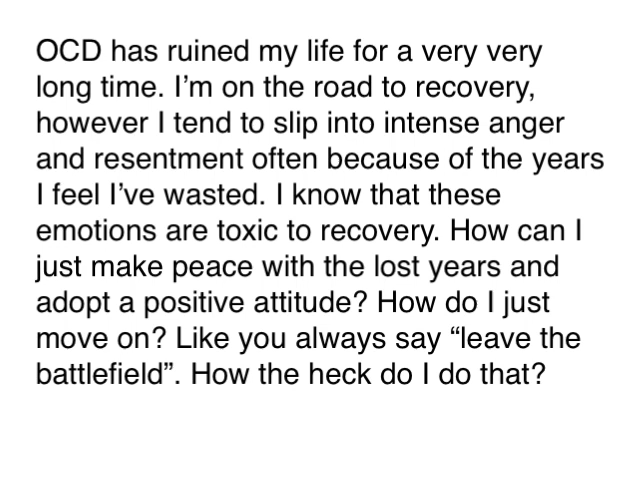 OCD has ruined my life for a very very
long time. I’m on the road to recovery,
however I tend to slip into intense anger
and resentment often because of the years
I feel I’ve wasted. I know that these
emotions are toxic to recovery. How can I
just make peace with the lost years and
adopt a positive attitude? How do I just
move on? Like you always say “leave the
battlefield”. How the heck do I do that?